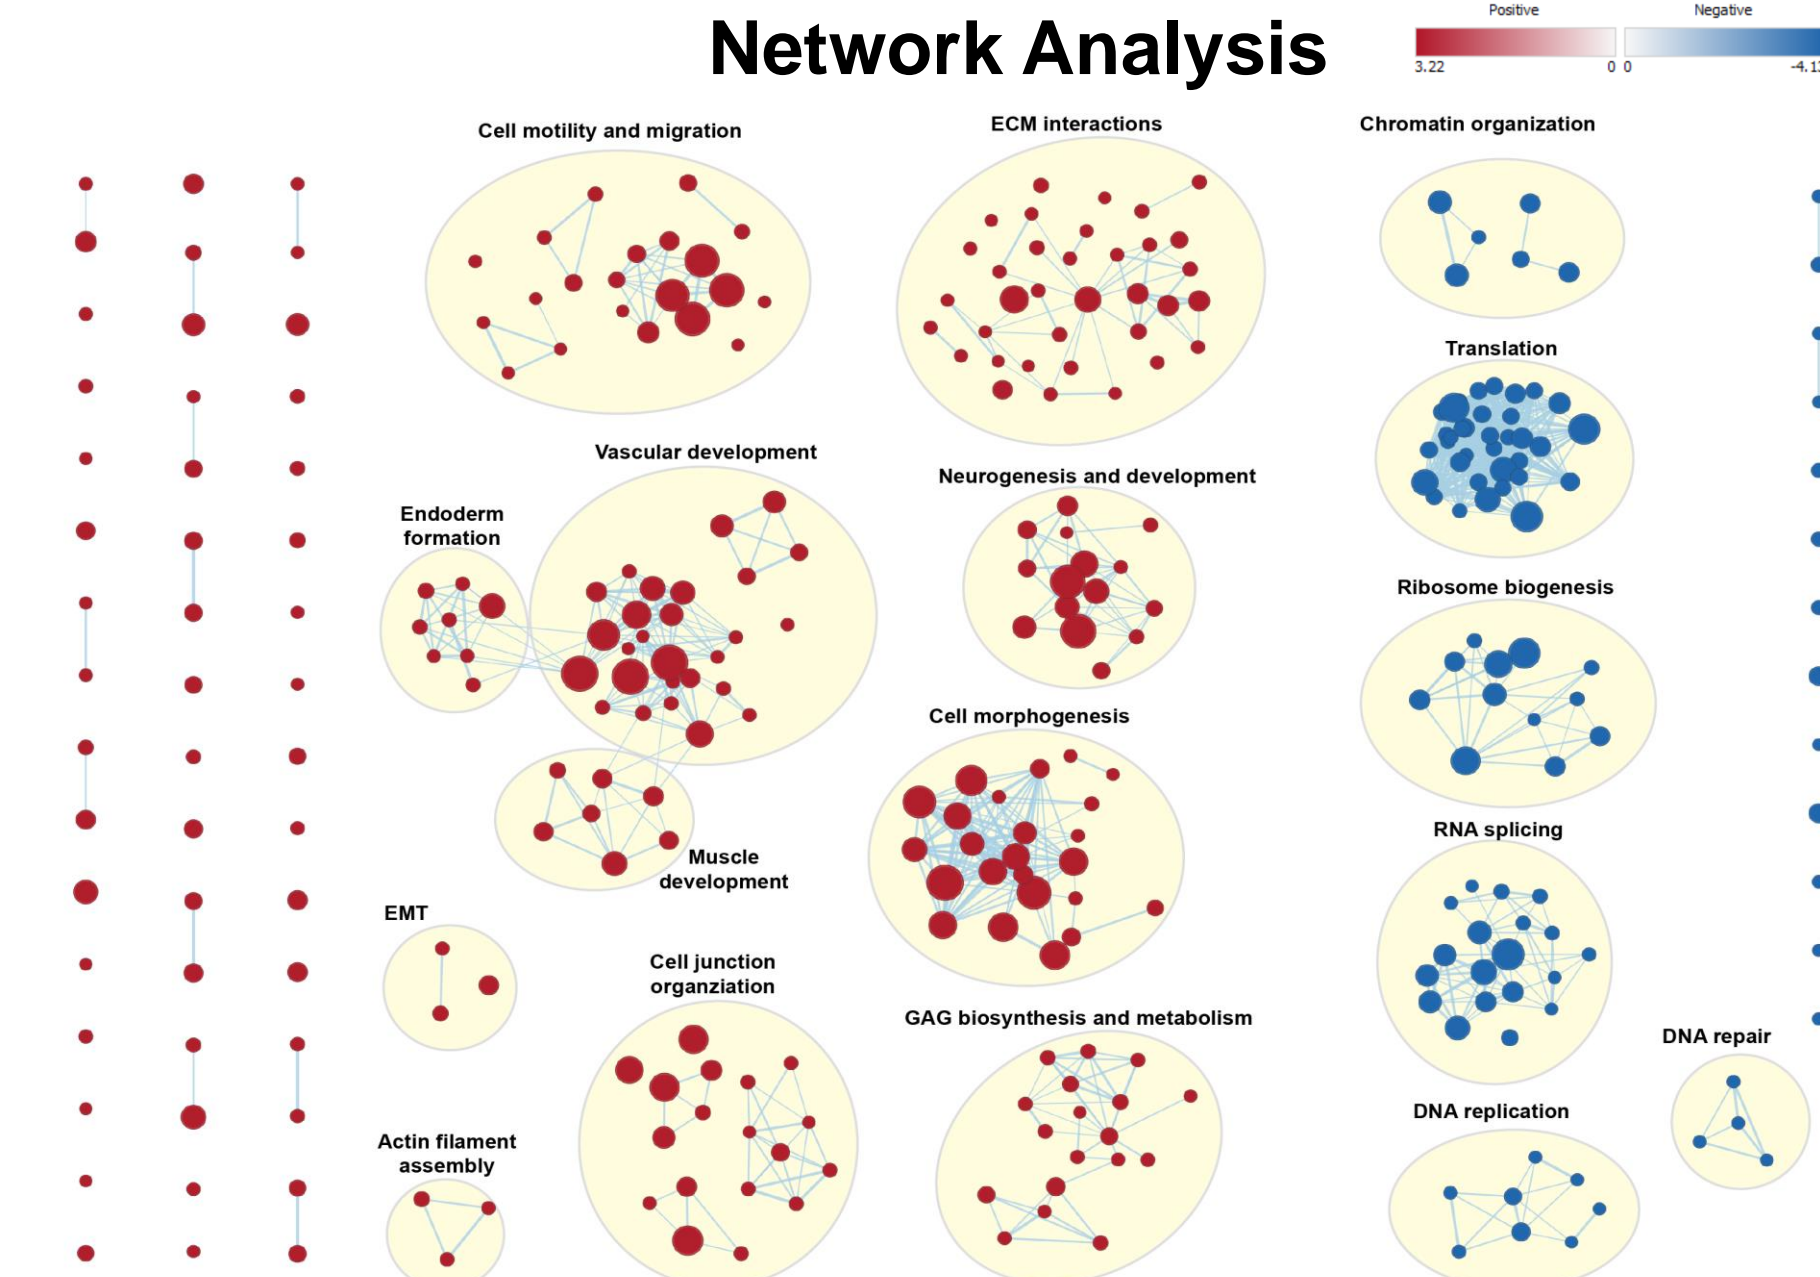 Network Analysis
Positive
Negative
3.22
0
0
-4.1
Cell motility and migration
ECM interactions
Chromatin organization
Translation
Vascular development
Neurogenesis and development
Endoderm
formation
Ribosome biogenesis
Cell morphogenesis
RNA splicing
Muscle
development
EMT
Cell junction
organziation
GAG biosynthesis and metabolism
DNA repair
DNA replication
Actin filament
assembly